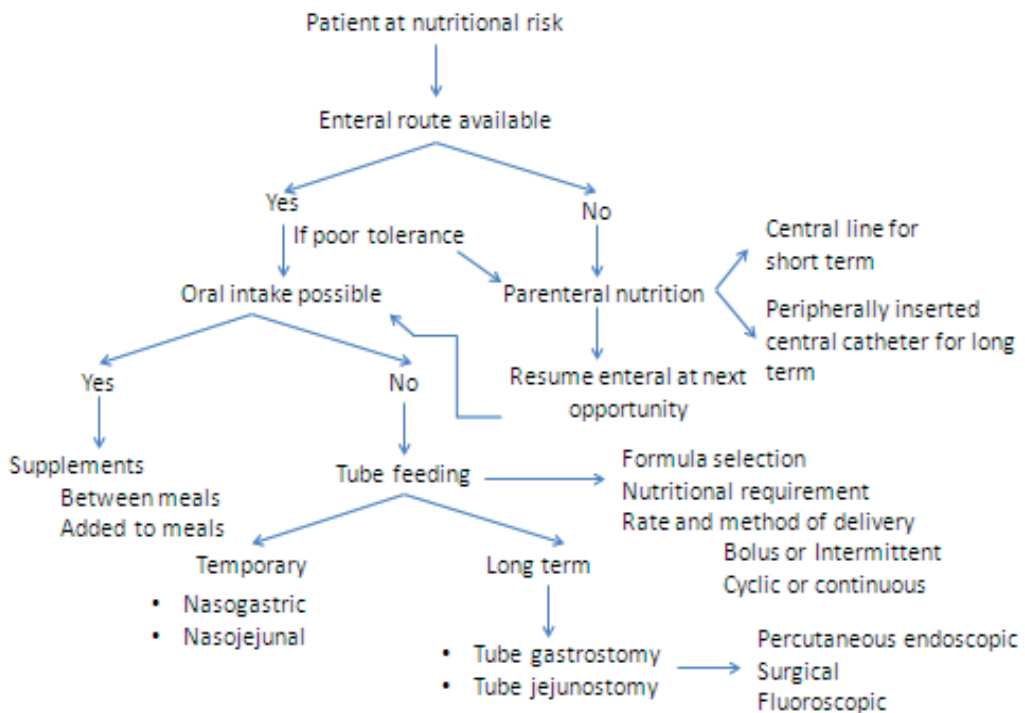 Patient at nutritional risk
Enteral route available
Yes
No
If poor tolerance
Central line for
short term
Oral intake possible
Parenteral nutrition
Peripherally inserted
central catheter for long
term
Yes
No
Resume enteral at next
opportunity
Supplements
Between meals
Added to meals
Tube feeding
Formula selection
Nutritional requirement
Rate and method of delivery
Bolus or Intermittent
Cyclic or continuous
Temporary
• Nasogastric
• Nasojejunal
Long term
• Tube gastrostomy
• Tube jejunostomy
Percutaneous endoscopic
Surgical
Fluoroscopic